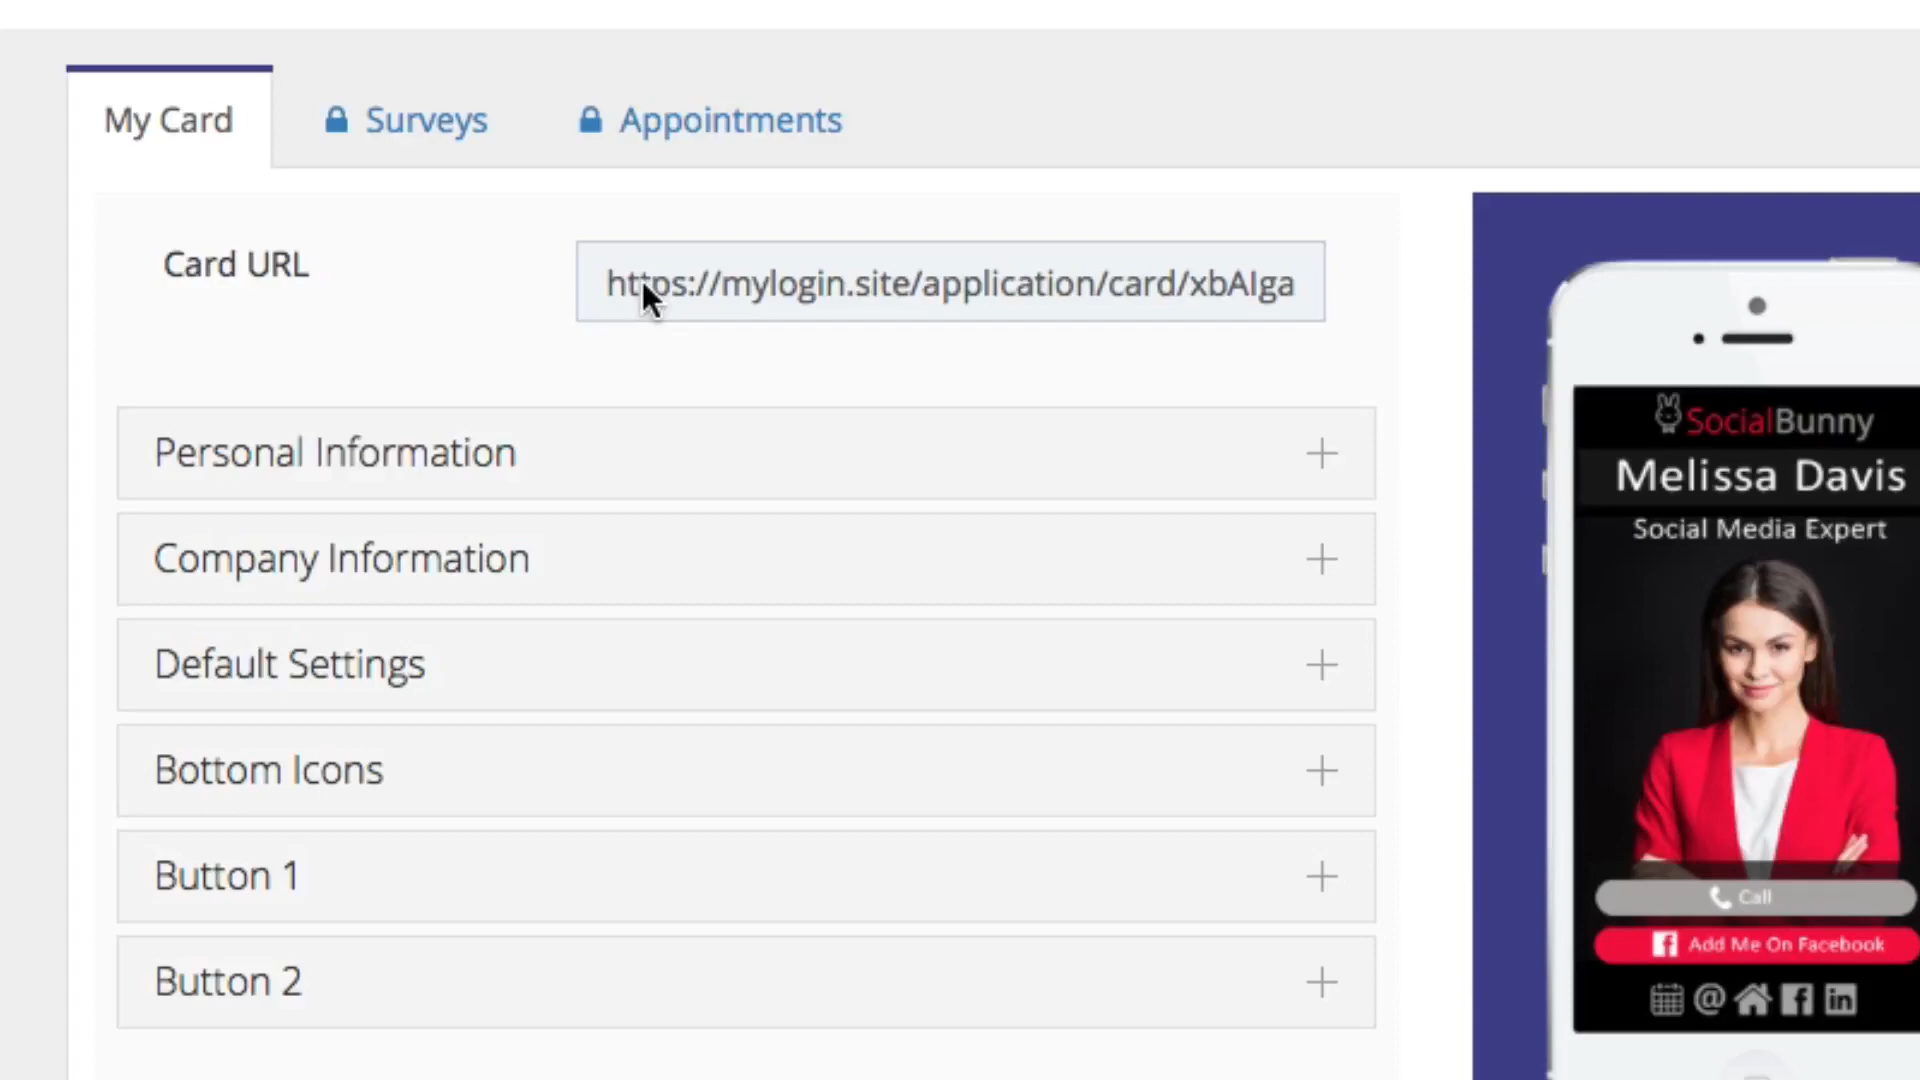 My Card
Surveys
Appointments
Card URL
https://mylogin.site/application/card/xbAIga
Personal Information
Company Information
Default Settings
Bottom Icons
Button 1
Button 2
SocialBunny
Melissa Davis
Social Media Expert
Call
Add Me On Facebook